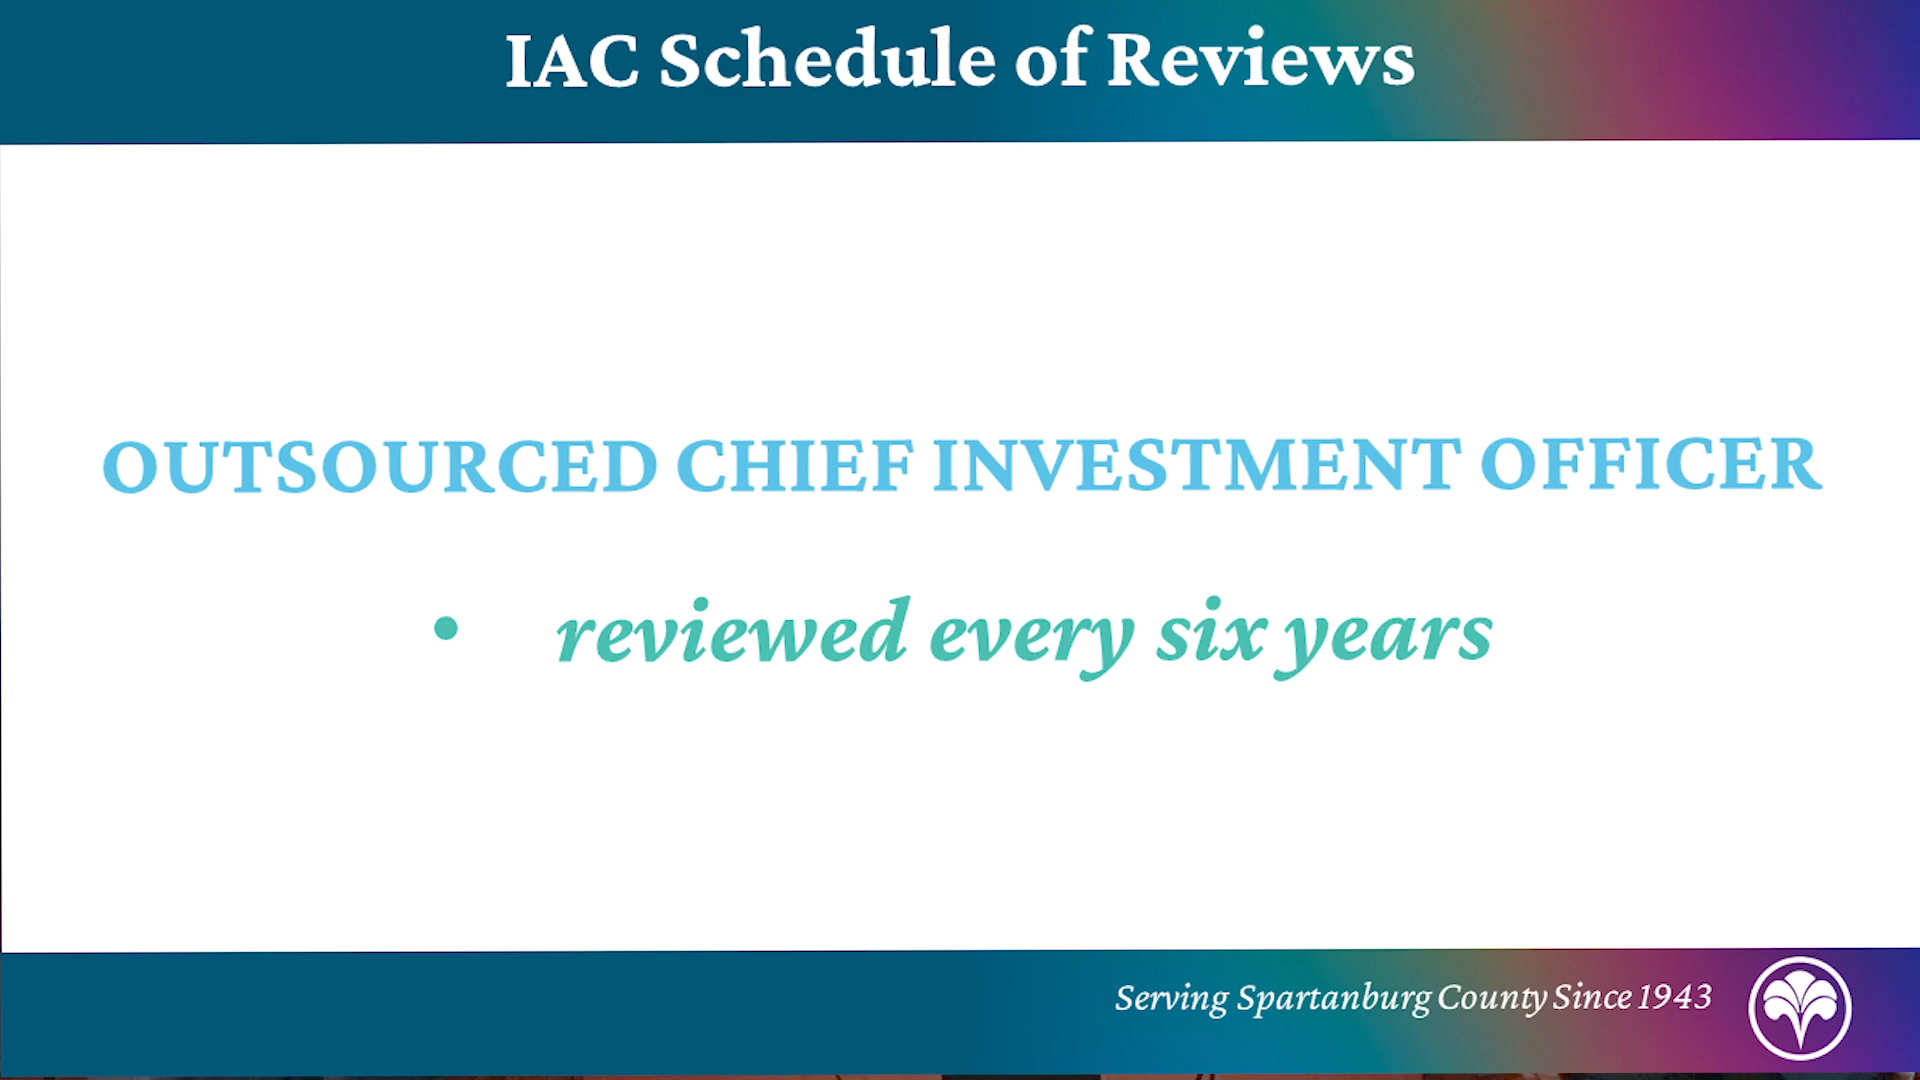 IAC Schedule of Reviews
OUTSOURCED CHIEF INVESTMENT OFFICER
• reviewed every six years
Serving Spartanburg County Since 1943